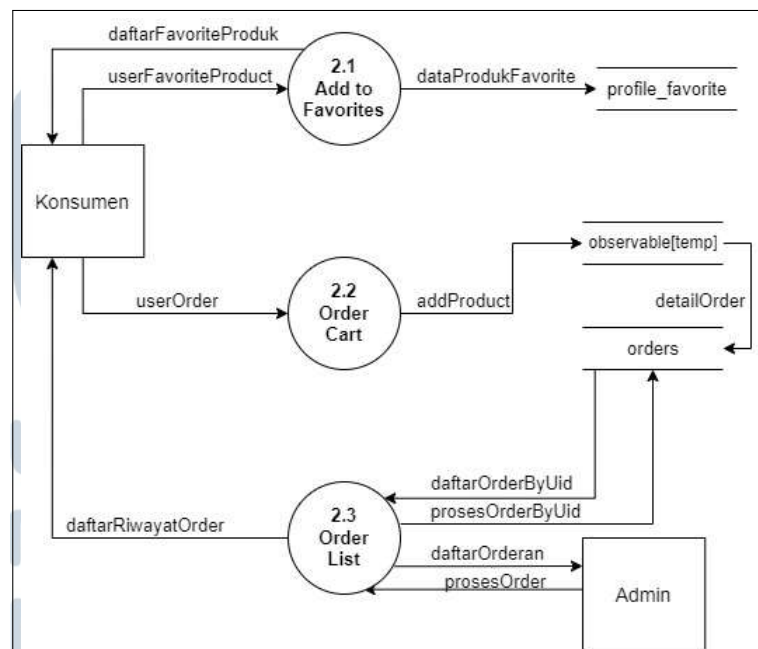 daftarFavoriteProduk
userFavoriteProduct
2.1
Add to
Favorites
dataProdukFavorite
profile_favorite
Konsumen
userOrder
2.2
Order
Cart
addProduct
observable[temp]
detailOrder
orders
daftarOrderByUid
prosesOrderByUid
daftarRiwayatOrder
2.3
Order
List
daftarOrderan
prosesOrder
Admin